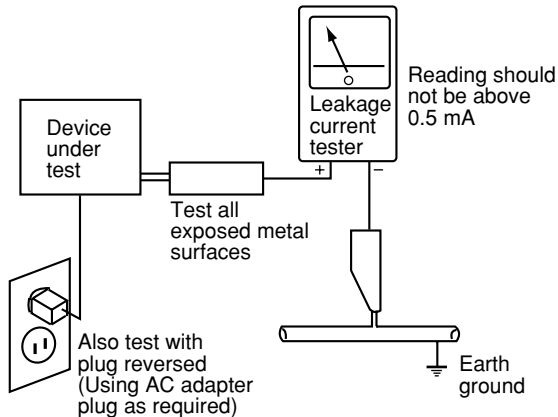 Reading should
not be above
0.5 mA
Leakage
current
tester
+
−
Device
under
test
Test all
exposed metal
surfaces
Also test with
plug reversed
(Using AC adapter
plug as required)
Earth
ground